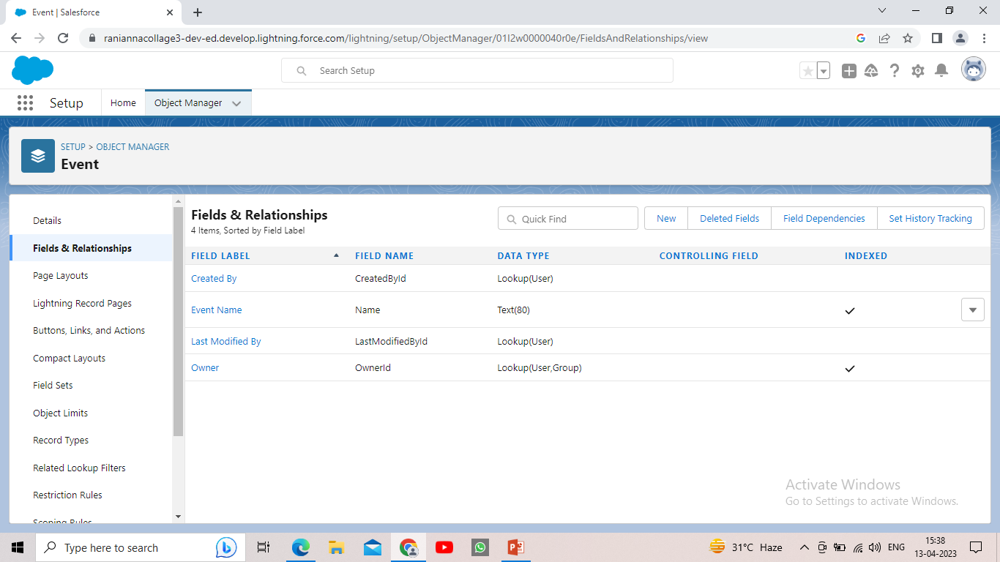 Event | Salesforce
raniannacollage3-dev-ed.develop.lightning.force.com/lightning/setup/ObjectManager/01I2w0000040r0e/FieldsAndRelationships/view
Search Setup
Setup
Home
Object Manager
SETUP > OBJECT MANAGER
Event
Details
Fields & Relationships
Page Layouts
Lightning Record Pages
Buttons, Links, and Actions
Compact Layouts
Field Sets
Object Limits
Record Types
Related Lookup Filters
Restriction Rules
Scoping Rules
Fields & Relationships
4 Items, Sorted by Field Label
Quick Find
New
Deleted Fields
Field Dependencies
Set History Tracking
FIELD LABEL FIELD NAME DATA TYPE CONTROLLING FIELD INDEXED
Created By CreatedById Lookup(User)
Event Name Name Text(80)
Last Modified By LastModifiedById Lookup(User)
Owner OwnerId Lookup(User,Group)
Activate Windows
Go to Settings to activate Windows.
Type here to search
31°C Haze
ENG
15:38
13-04-2023